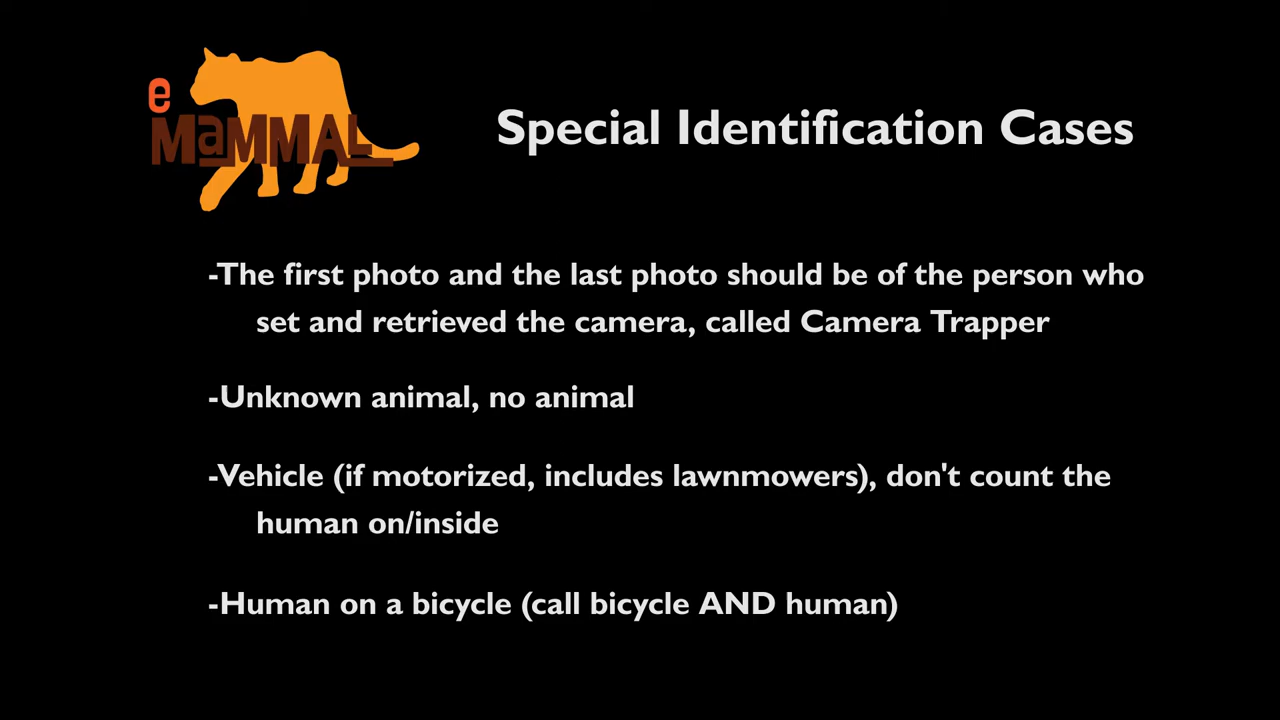 e
MaMMAL
Special Identification Cases
-The first photo and the last photo should be of the person who
set and retrieved the camera, called Camera Trapper
-Unknown animal, no animal
-Vehicle (if motorized, includes lawnmowers), don't count the
human on/inside
-Human on a bicycle (call bicycle AND human)